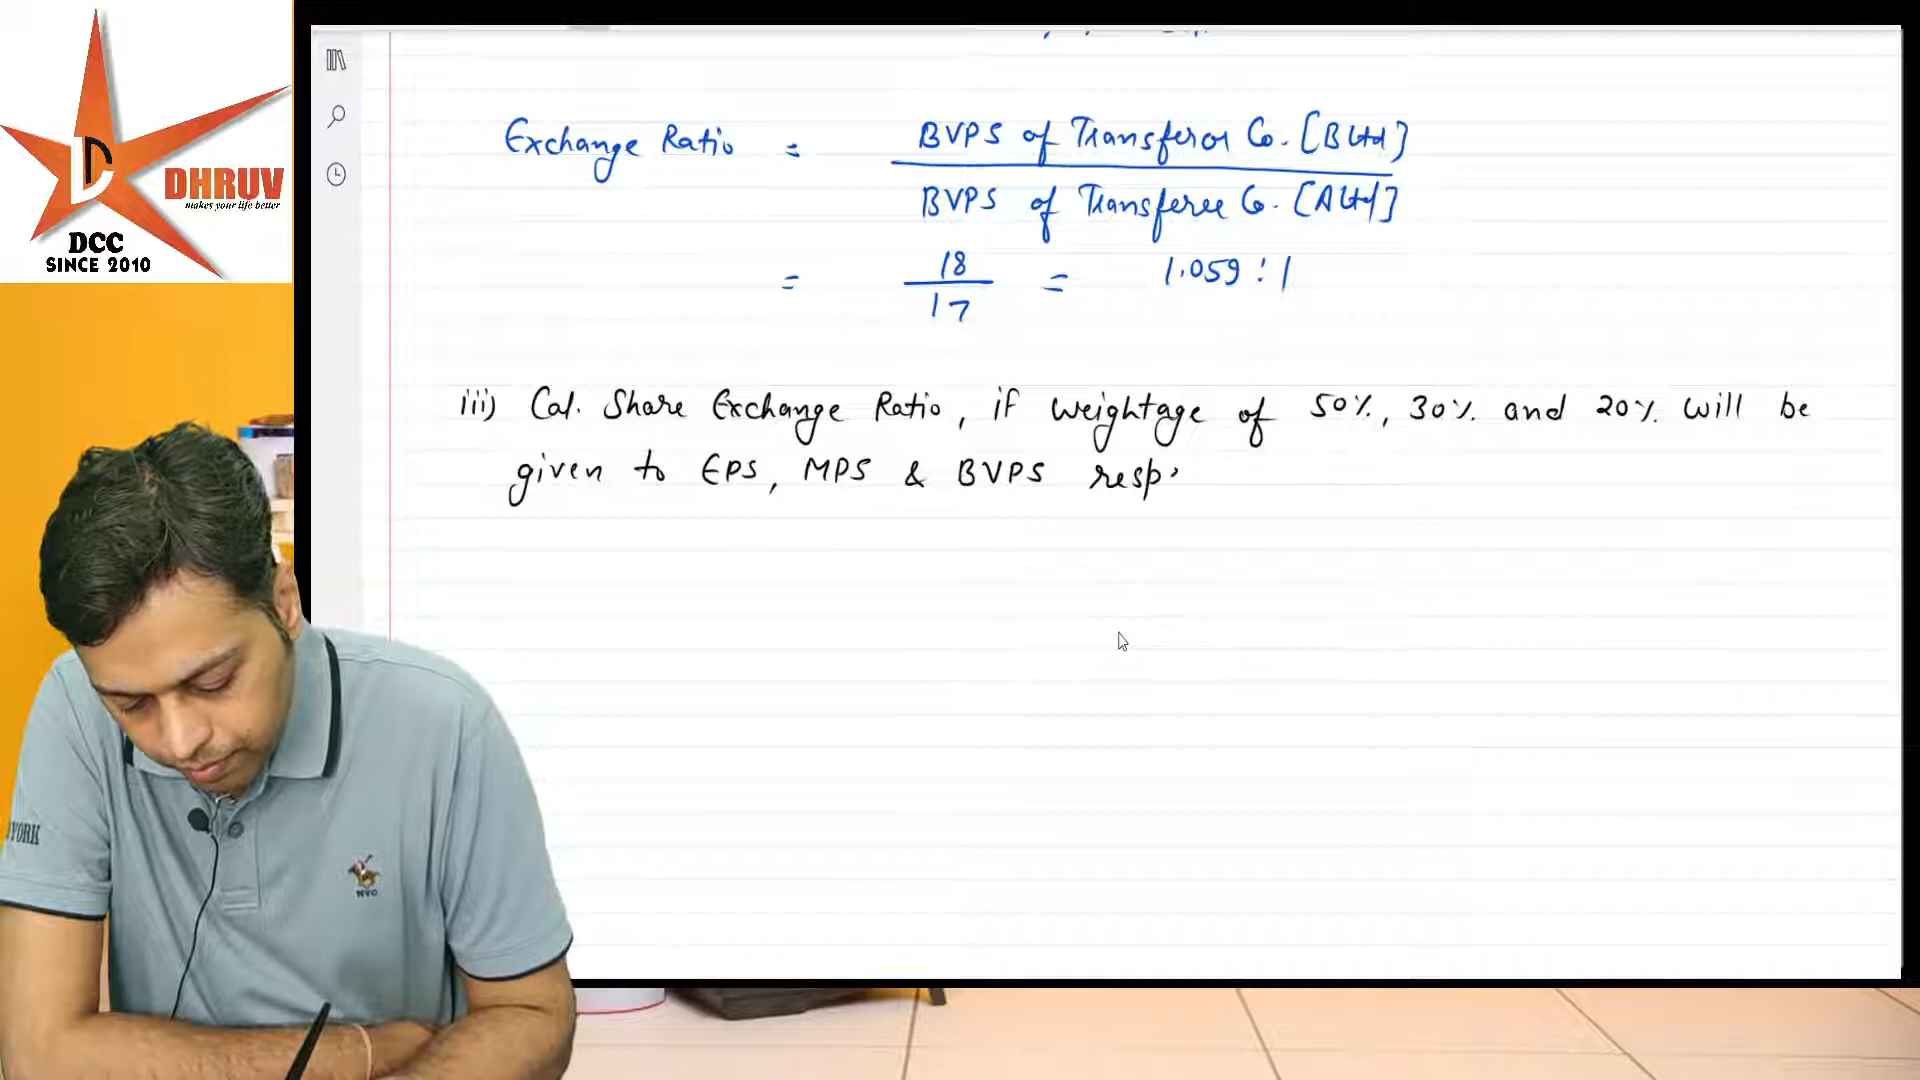 DHRUV
makes your life better
DCC
SINCE 2010
Exchange Ratio = BVPS of Transferor Co. [B Ltd]
BVPS of Transferee Co. [A Ltd]
= 18 = 1.059 : 1
17
iii) Cal. Share Exchange Ratio, if weightage of 50%, 30% and 20% will be
given to EPS, MPS & BVPS resp.
YORK
NYC